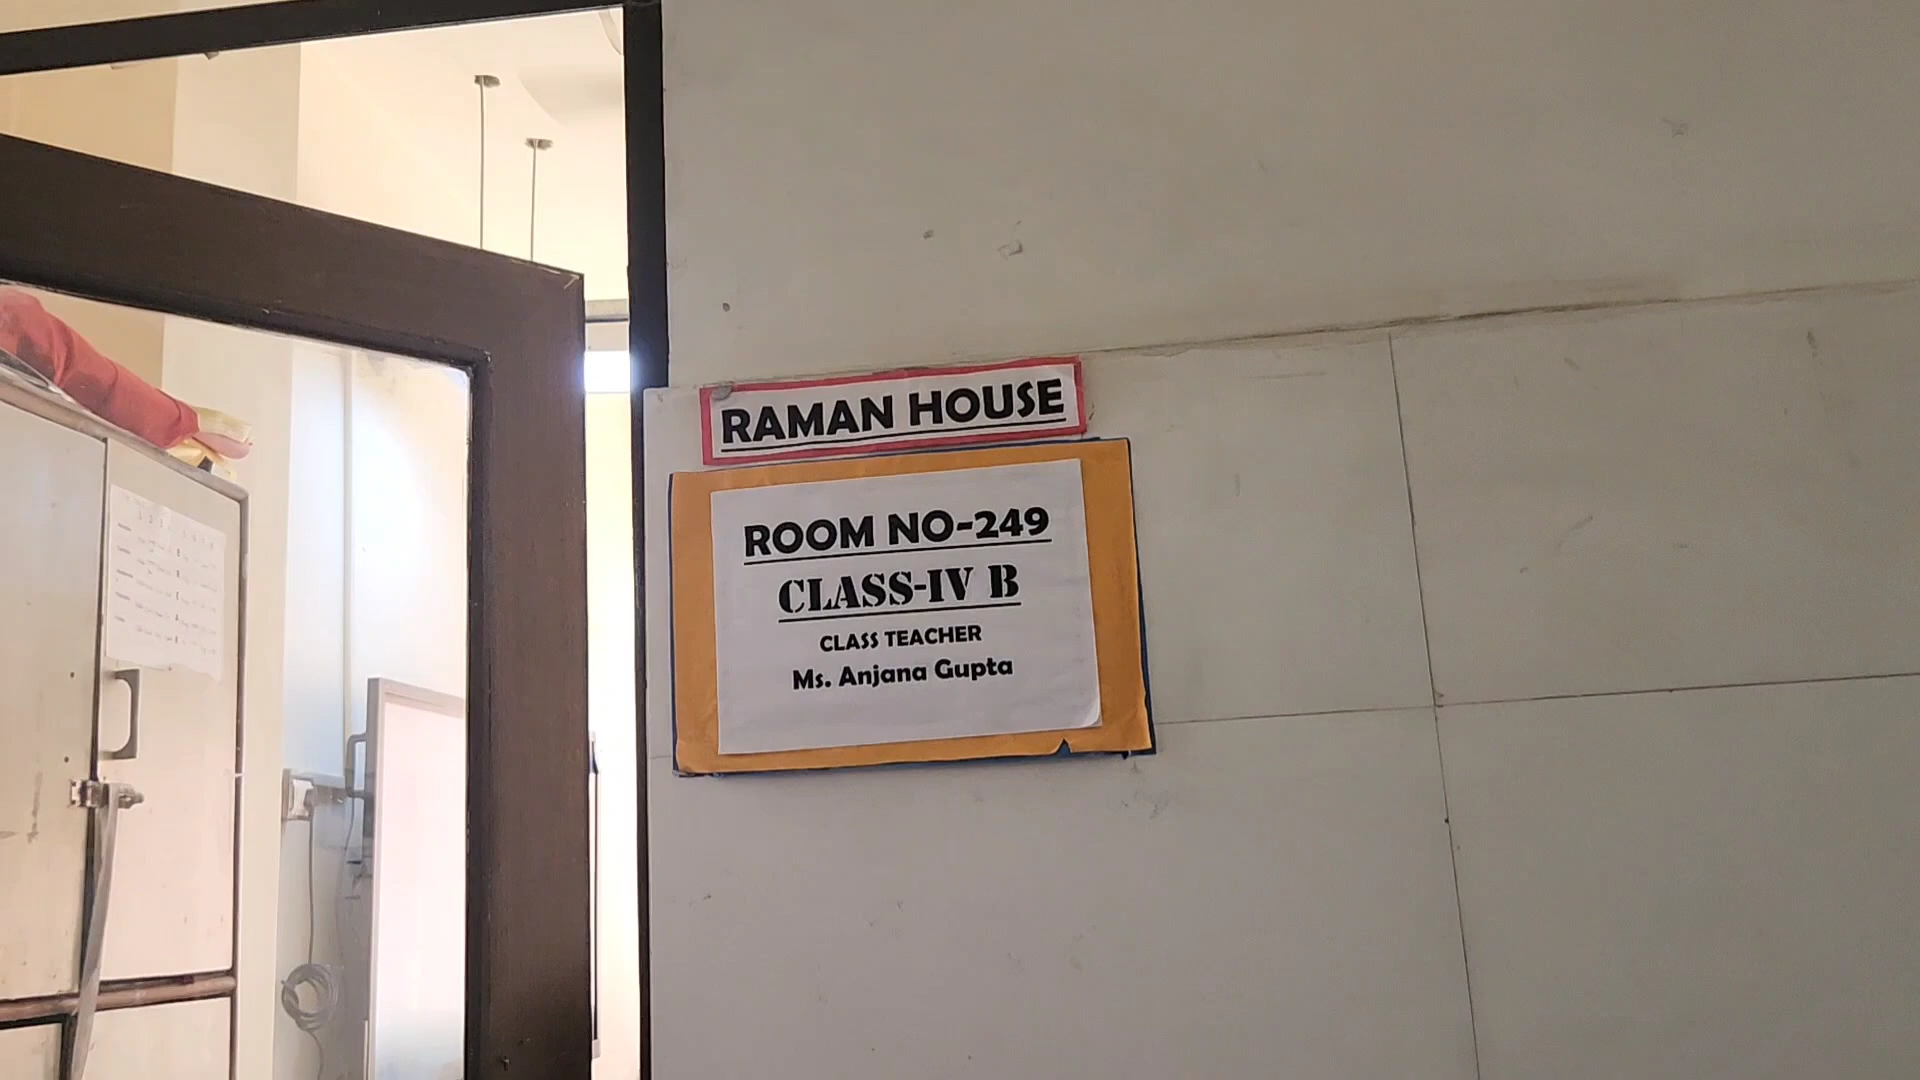 RAMAN HOUSE
ROOM NO-249
CLASS-IV B
CLASS TEACHER
Ms. Anjana Gupta